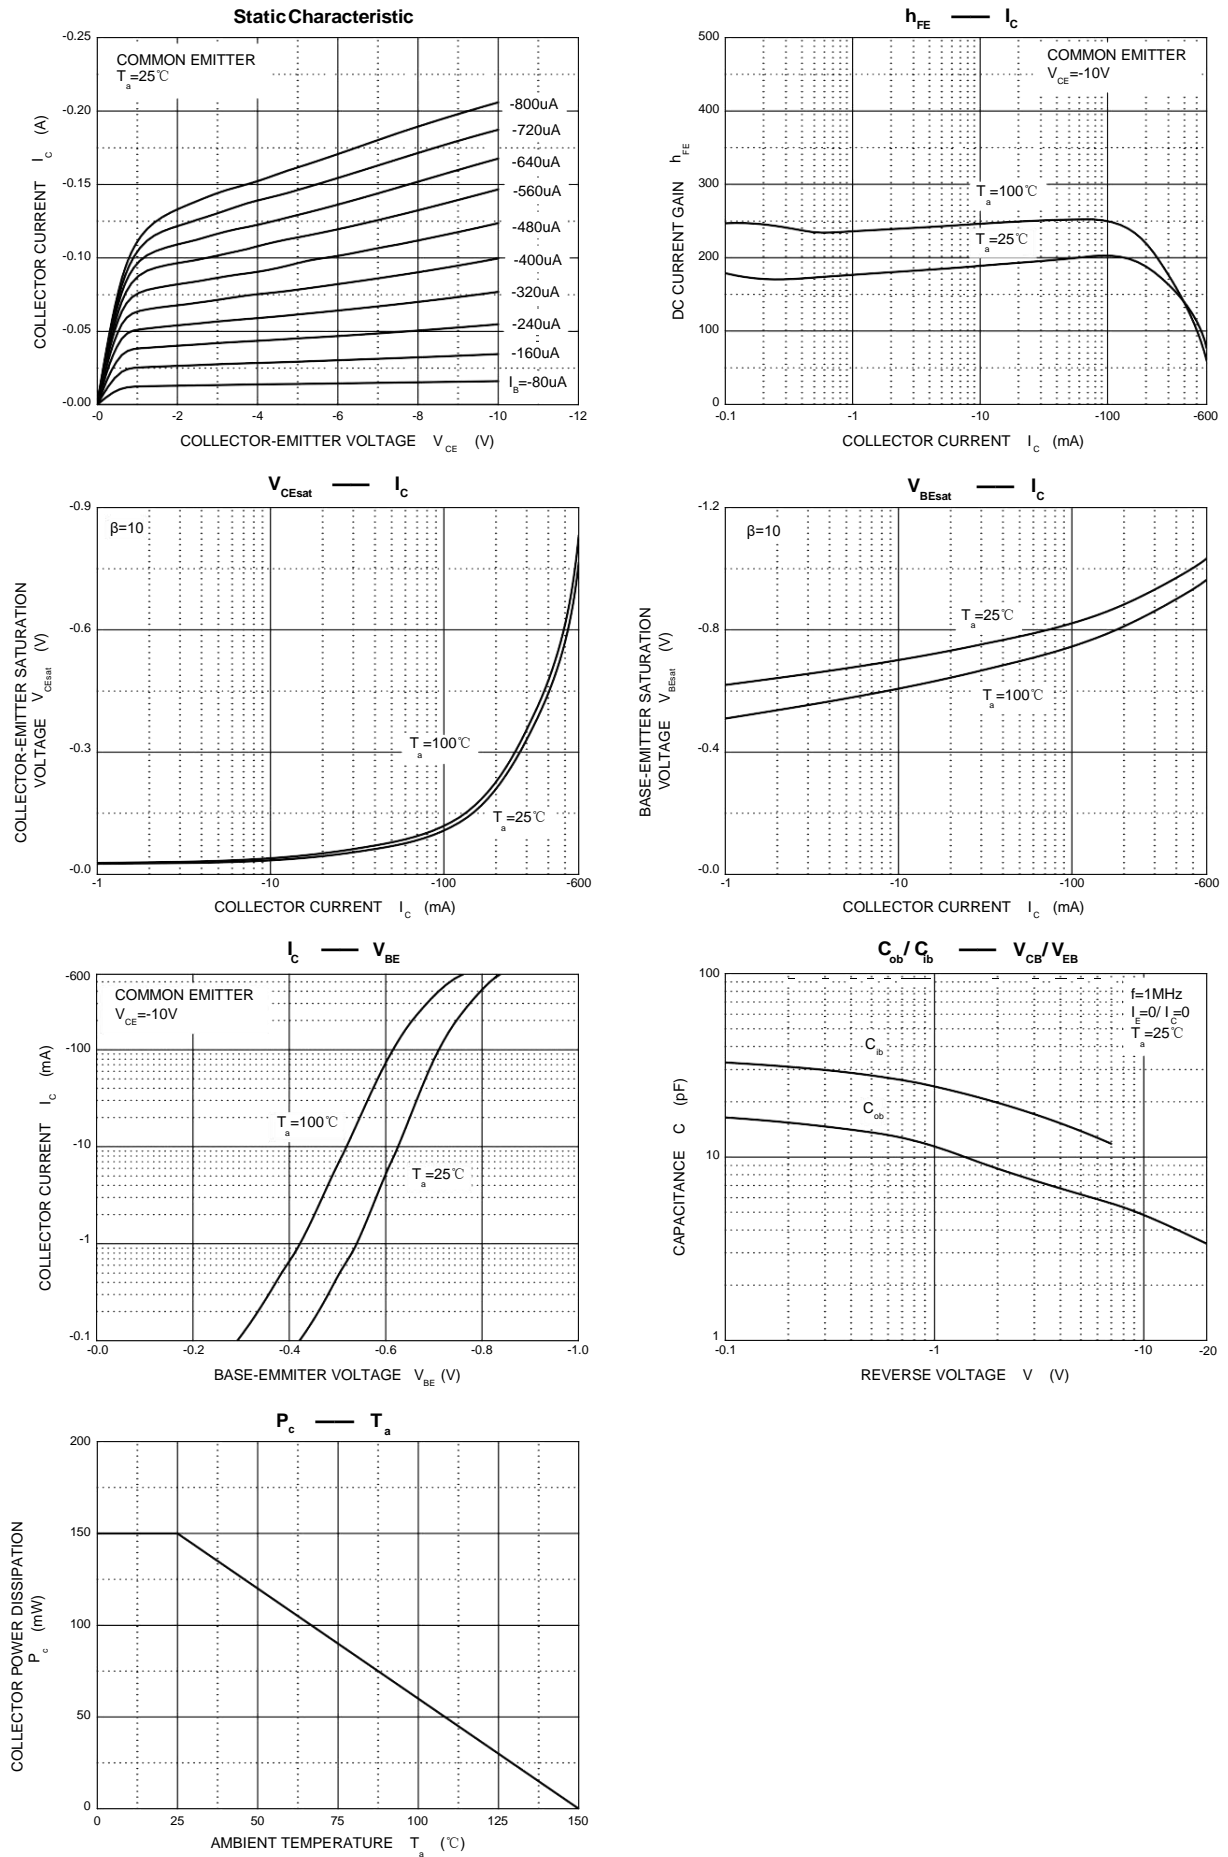 Static Characteristic
COMMON EMITTER
Ta=25℃
COLLECTOR CURRENT IC (A)
-0.25
-0.20
-0.15
-0.10
-0.05
-0.00
-800uA
-720uA
-640uA
-560uA
-480uA
-400uA
-320uA
-240uA
-160uA
IB=-80uA
-0 -2 -4 -6 -8 -10 -12
COLLECTOR-EMITTER VOLTAGE VCE (V)
hFE —— IC
COMMON EMITTER
VCE=-10V
DC CURRENT GAIN hFE
500
400
300
200
100
0
Ta=100℃
Ta=25℃
-0.1 -1 -10 -100 -600
COLLECTOR CURRENT IC (mA)
VCEsat —— IC
β=10
COLLECTOR-EMITTER SATURATION
VOLTAGE VCEsat (V)
-0.9
-0.6
-0.3
-0.0
Ta=100℃
Ta=25℃
-1 -10 -100 -600
COLLECTOR CURRENT IC (mA)
VBEsat —— IC
β=10
BASE-EMITTER SATURATION
VOLTAGE VBEsat (V)
-1.2
-0.8
-0.4
-0.0
Ta=25℃
Ta=100℃
-1 -10 -100 -600
COLLECTOR CURRENT IC (mA)
IC —— VBE
COMMON EMITTER
VCE=-10V
COLLECTOR CURRENT IC (mA)
-600
-100
-10
-1
-0.1
Ta=100℃
Ta=25℃
-0.0 -0.2 -0.4 -0.6 -0.8 -1.0
BASE-EMMITER VOLTAGE VBE (V)
Cob/ Cib —— VCB/ VEB
f=1MHz
IE=0/ IC=0
Ta=25℃
CAPACITANCE C (pF)
100
10
1
Cib
Cob
-0.1 -1 -10 -20
REVERSE VOLTAGE V (V)
Pc —— Ta
COLLECTOR POWER DISSIPATION
Pc (mW)
200
150
100
50
0
0 25 50 75 100 125 150
AMBIENT TEMPERATURE Ta (℃)